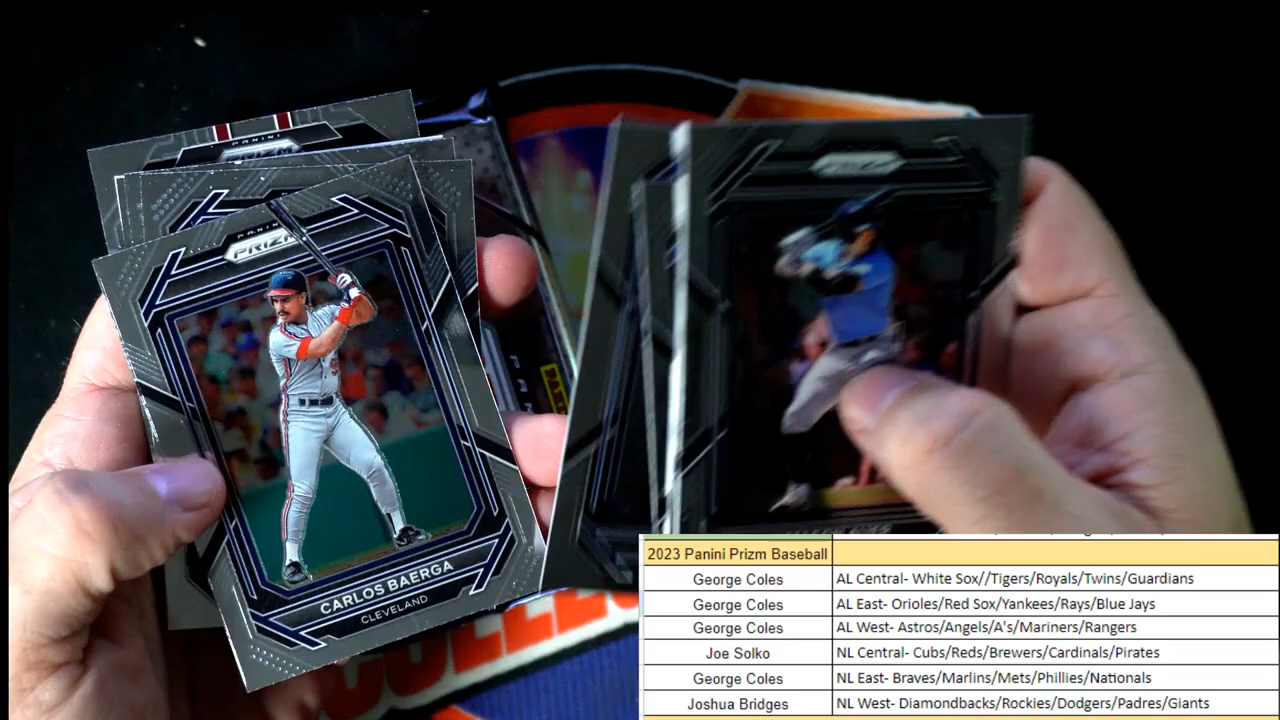 PANINI
PRIZM
PANINI
PRIZM
CARLOS BAERGA
CLEVELAND
2023 Panini Prizm Baseball
George Coles AL Central- White Sox//Tigers/Royals/Twins/Guardians
George Coles AL East- Orioles/Red Sox/Yankees/Rays/Blue Jays
George Coles AL West- Astros/Angels/A's/Mariners/Rangers
Joe Solko NL Central- Cubs/Reds/Brewers/Cardinals/Pirates
George Coles NL East- Braves/Marlins/Mets/Phillies/Nationals
Joshua Bridges NL West- Diamondbacks/Rockies/Dodgers/Padres/Giants